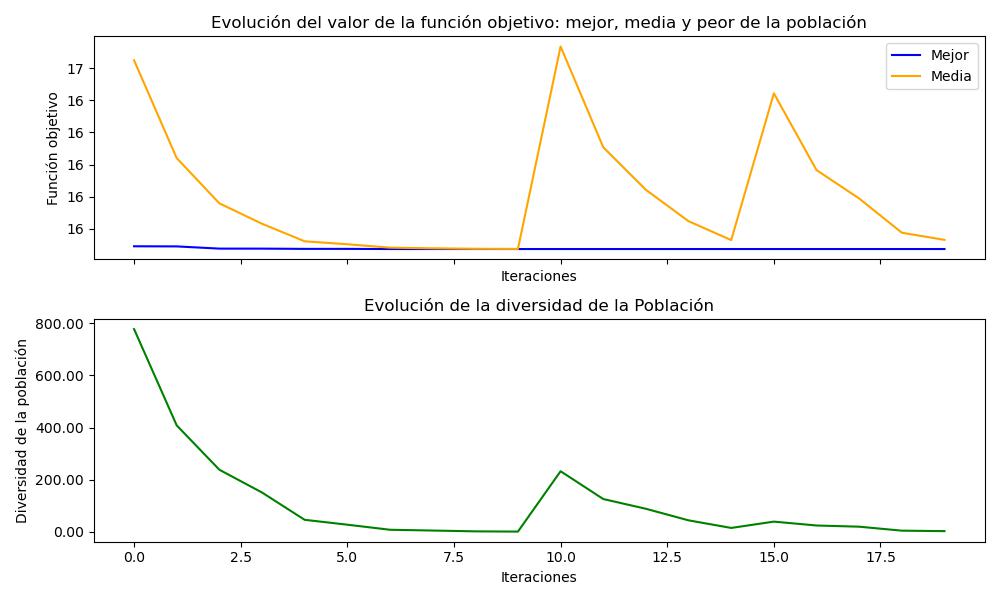 Evolución del valor de la función objetivo: mejor, media y peor de la población
Mejor
Media
17
16
16
16
16
16
Función objetivo
Iteraciones
Evolución de la diversidad de la Población
800.00
600.00
400.00
200.00
0.00
Diversidad de la población
0.0 2.5 5.0 7.5 10.0 12.5 15.0 17.5
Iteraciones